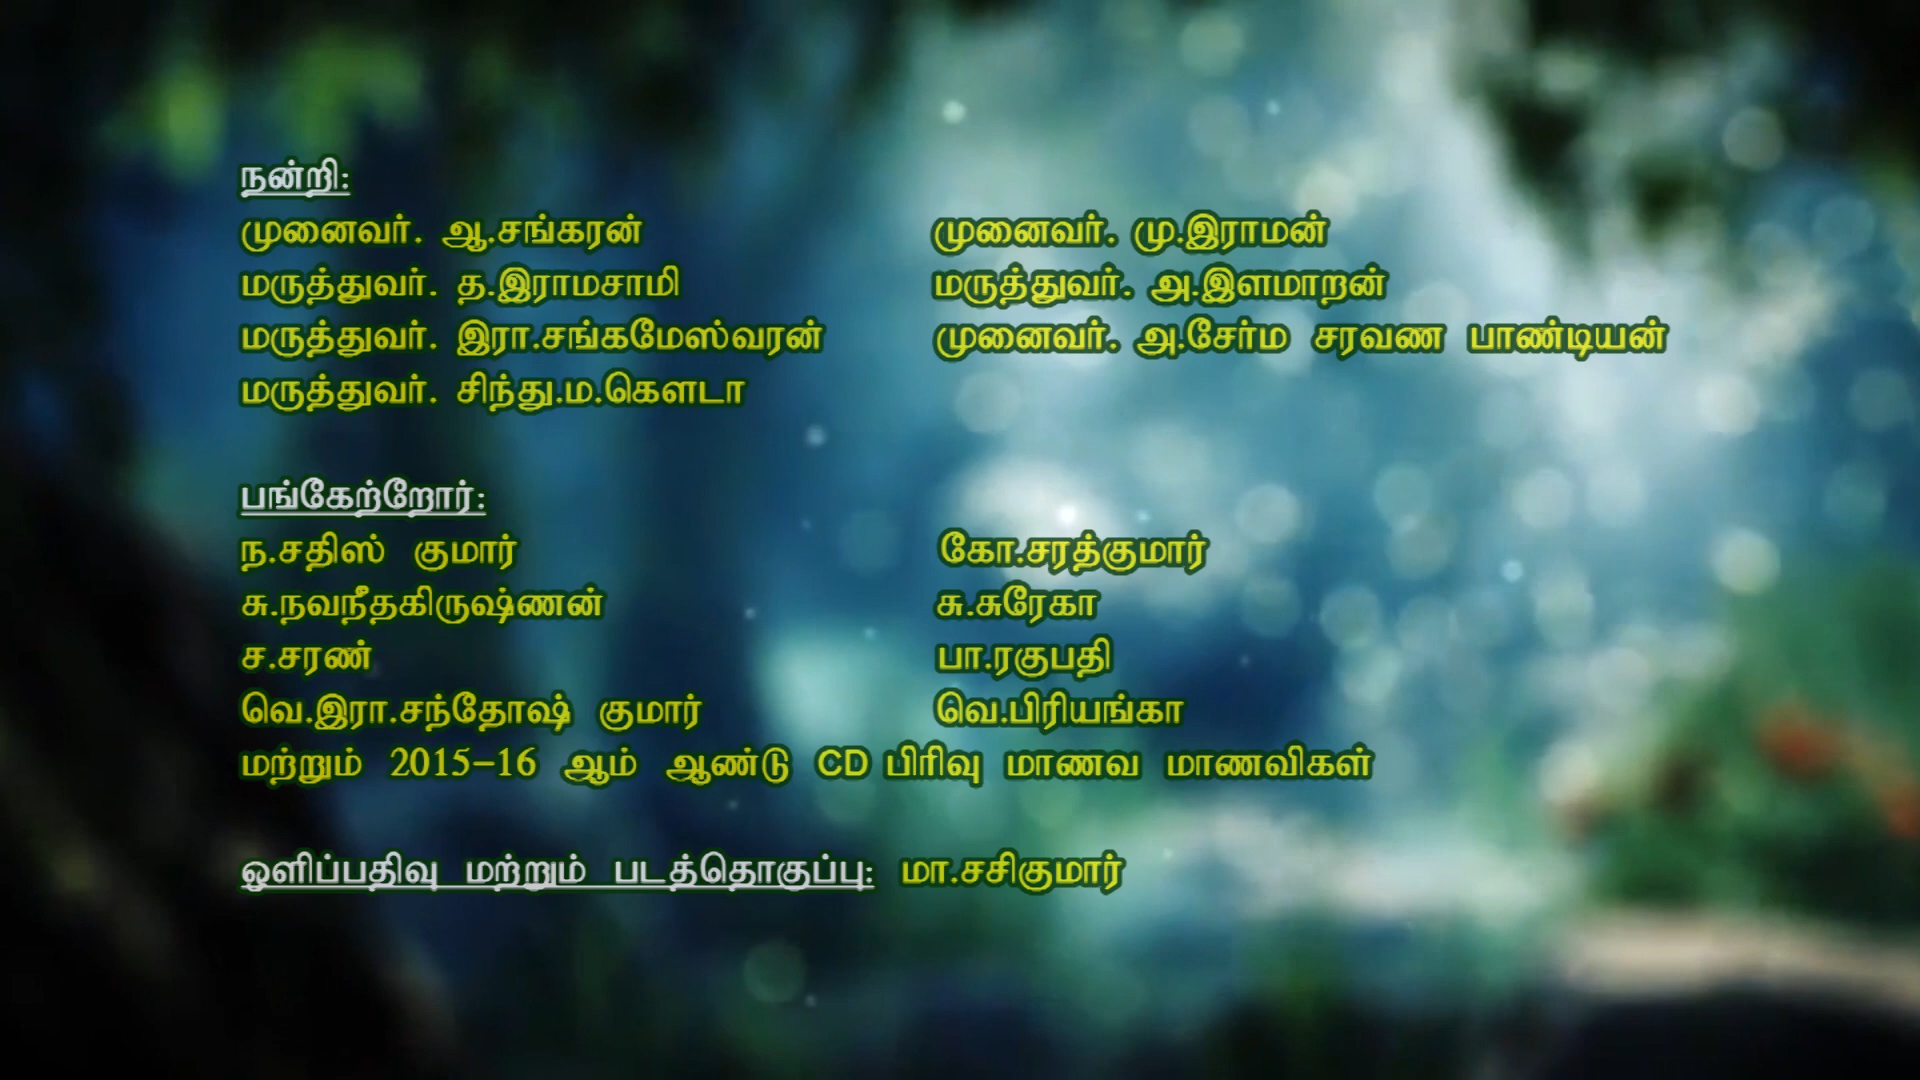 நன்றி:
முனைவர். ஆ.சங்கரன் முனைவர். மு.இராமன்
மருத்துவர். த.இராமசாமி மருத்துவர். அ.இளமாறன்
மருத்துவர். இரா.சங்கமேஸ்வரன் முனைவர். அ.சேர்ம சரவண பாண்டியன்
மருத்துவர். சிந்து.ம.கௌடா
பங்கேற்றோர்:
ந.சதிஸ் குமார் கோ.சரத்குமார்
சு.நவநீதகிருஷ்ணன் சு.சுரேகா
ச.சரண் பா.ரகுபதி
வெ.இரா.சந்தோஷ் குமார் வெ.பிரியங்கா
மற்றும் 2015-16 ஆம் ஆண்டு CD பிரிவு மாணவ மாணவிகள்
ஒளிப்பதிவு மற்றும் படத்தொகுப்பு: மா.சசிகுமார்